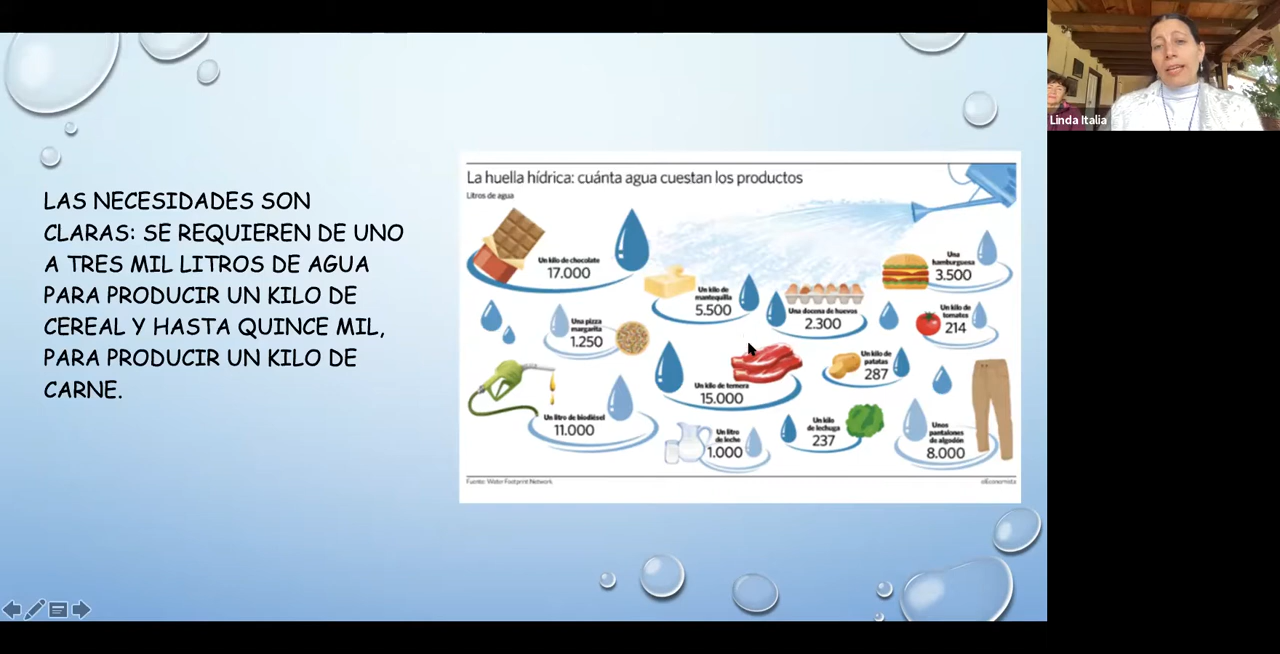 Linda Italia
LAS NECESIDADES SON
CLARAS: SE REQUIEREN DE UNO
A TRES MIL LITROS DE AGUA
PARA PRODUCIR UN KILO DE
CEREAL Y HASTA QUINCE MIL,
PARA PRODUCIR UN KILO DE
CARNE.
La huella hídrica: cuánta agua cuestan los productos
Litros de agua
Un kilo de chocolate
17.000
Un kilo de
mantequilla
5.500
Una docena de huevos
2.300
Una
hamburguesa
3.500
Una pizza
margarita
1.250
Un kilo de
tomates
214
Un kilo de ternera
15.000
Un kilo de
patatas
287
Un litro de biodiésel
11.000
Un litro
de leche
1.000
Un kilo
de lechuga
237
Unos
pantalones
de algodón
8.000
Fuente: Water Footprint Network
elEconomista